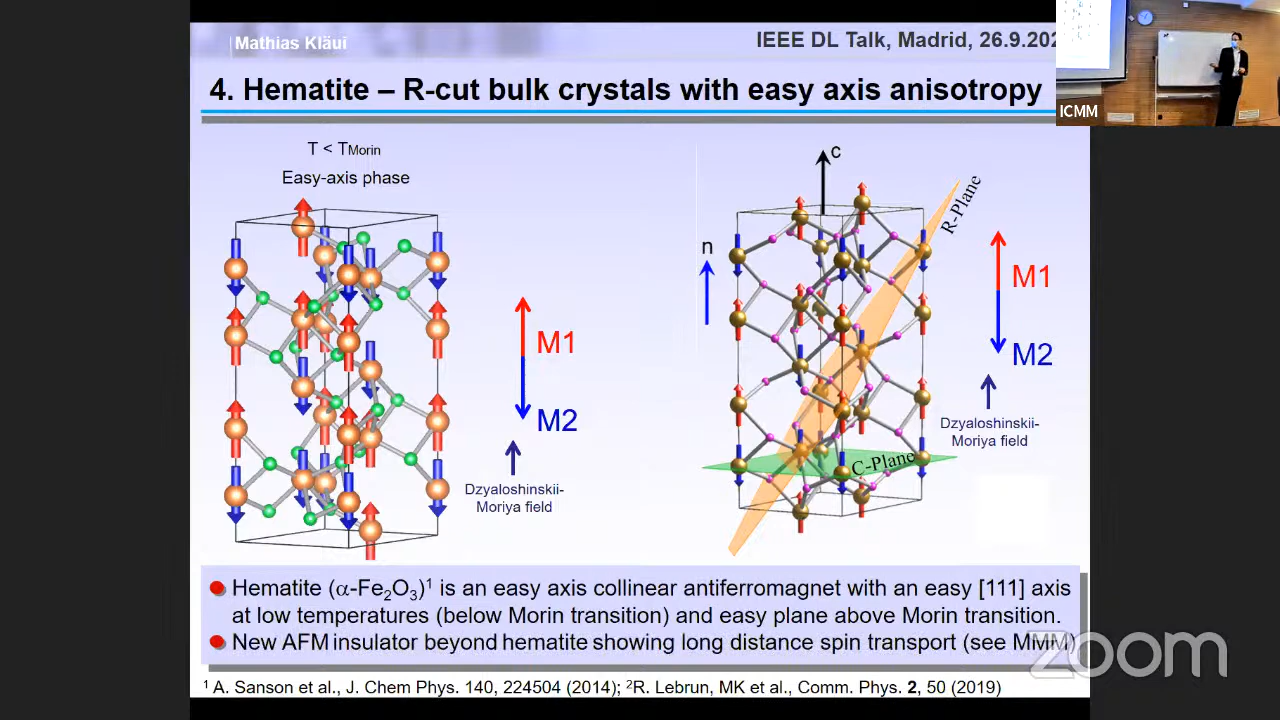 Mathias Kläui
IEEE DL Talk, Madrid, 26.9.202
4. Hematite – R-cut bulk crystals with easy axis anisotropy
ICMM
T < TMorin
Easy-axis phase
M1
M2
Dzyaloshinskii-
Moriya field
c
n
R-Plane
C-Plane
M1
M2
Dzyaloshinskii-
Moriya field
Hematite (α-Fe₂O₃)¹ is an easy axis collinear antiferromagnet with an easy [111] axis
at low temperatures (below Morin transition) and easy plane above Morin transition.
New AFM insulator beyond hematite showing long distance spin transport (see MMM)
zoom
¹ A. Sanson et al., J. Chem Phys. 140, 224504 (2014); ²R. Lebrun, MK et al., Comm. Phys. 2, 50 (2019)